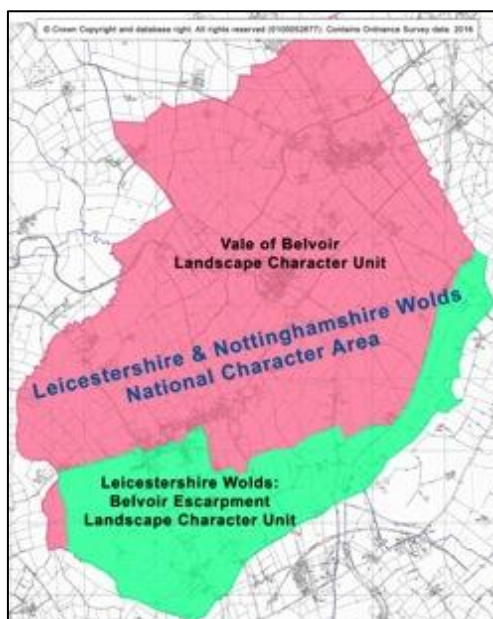 © Crown Copyright and database right. All rights reserved (0100052677). Contains Ordnance Survey data 2016
Vale of Belvoir
Landscape Character Unit
Leicestershire & Nottinghamshire Wolds
National Character Area
Leicestershire Wolds:
Belvoir Escarpment
Landscape Character Unit